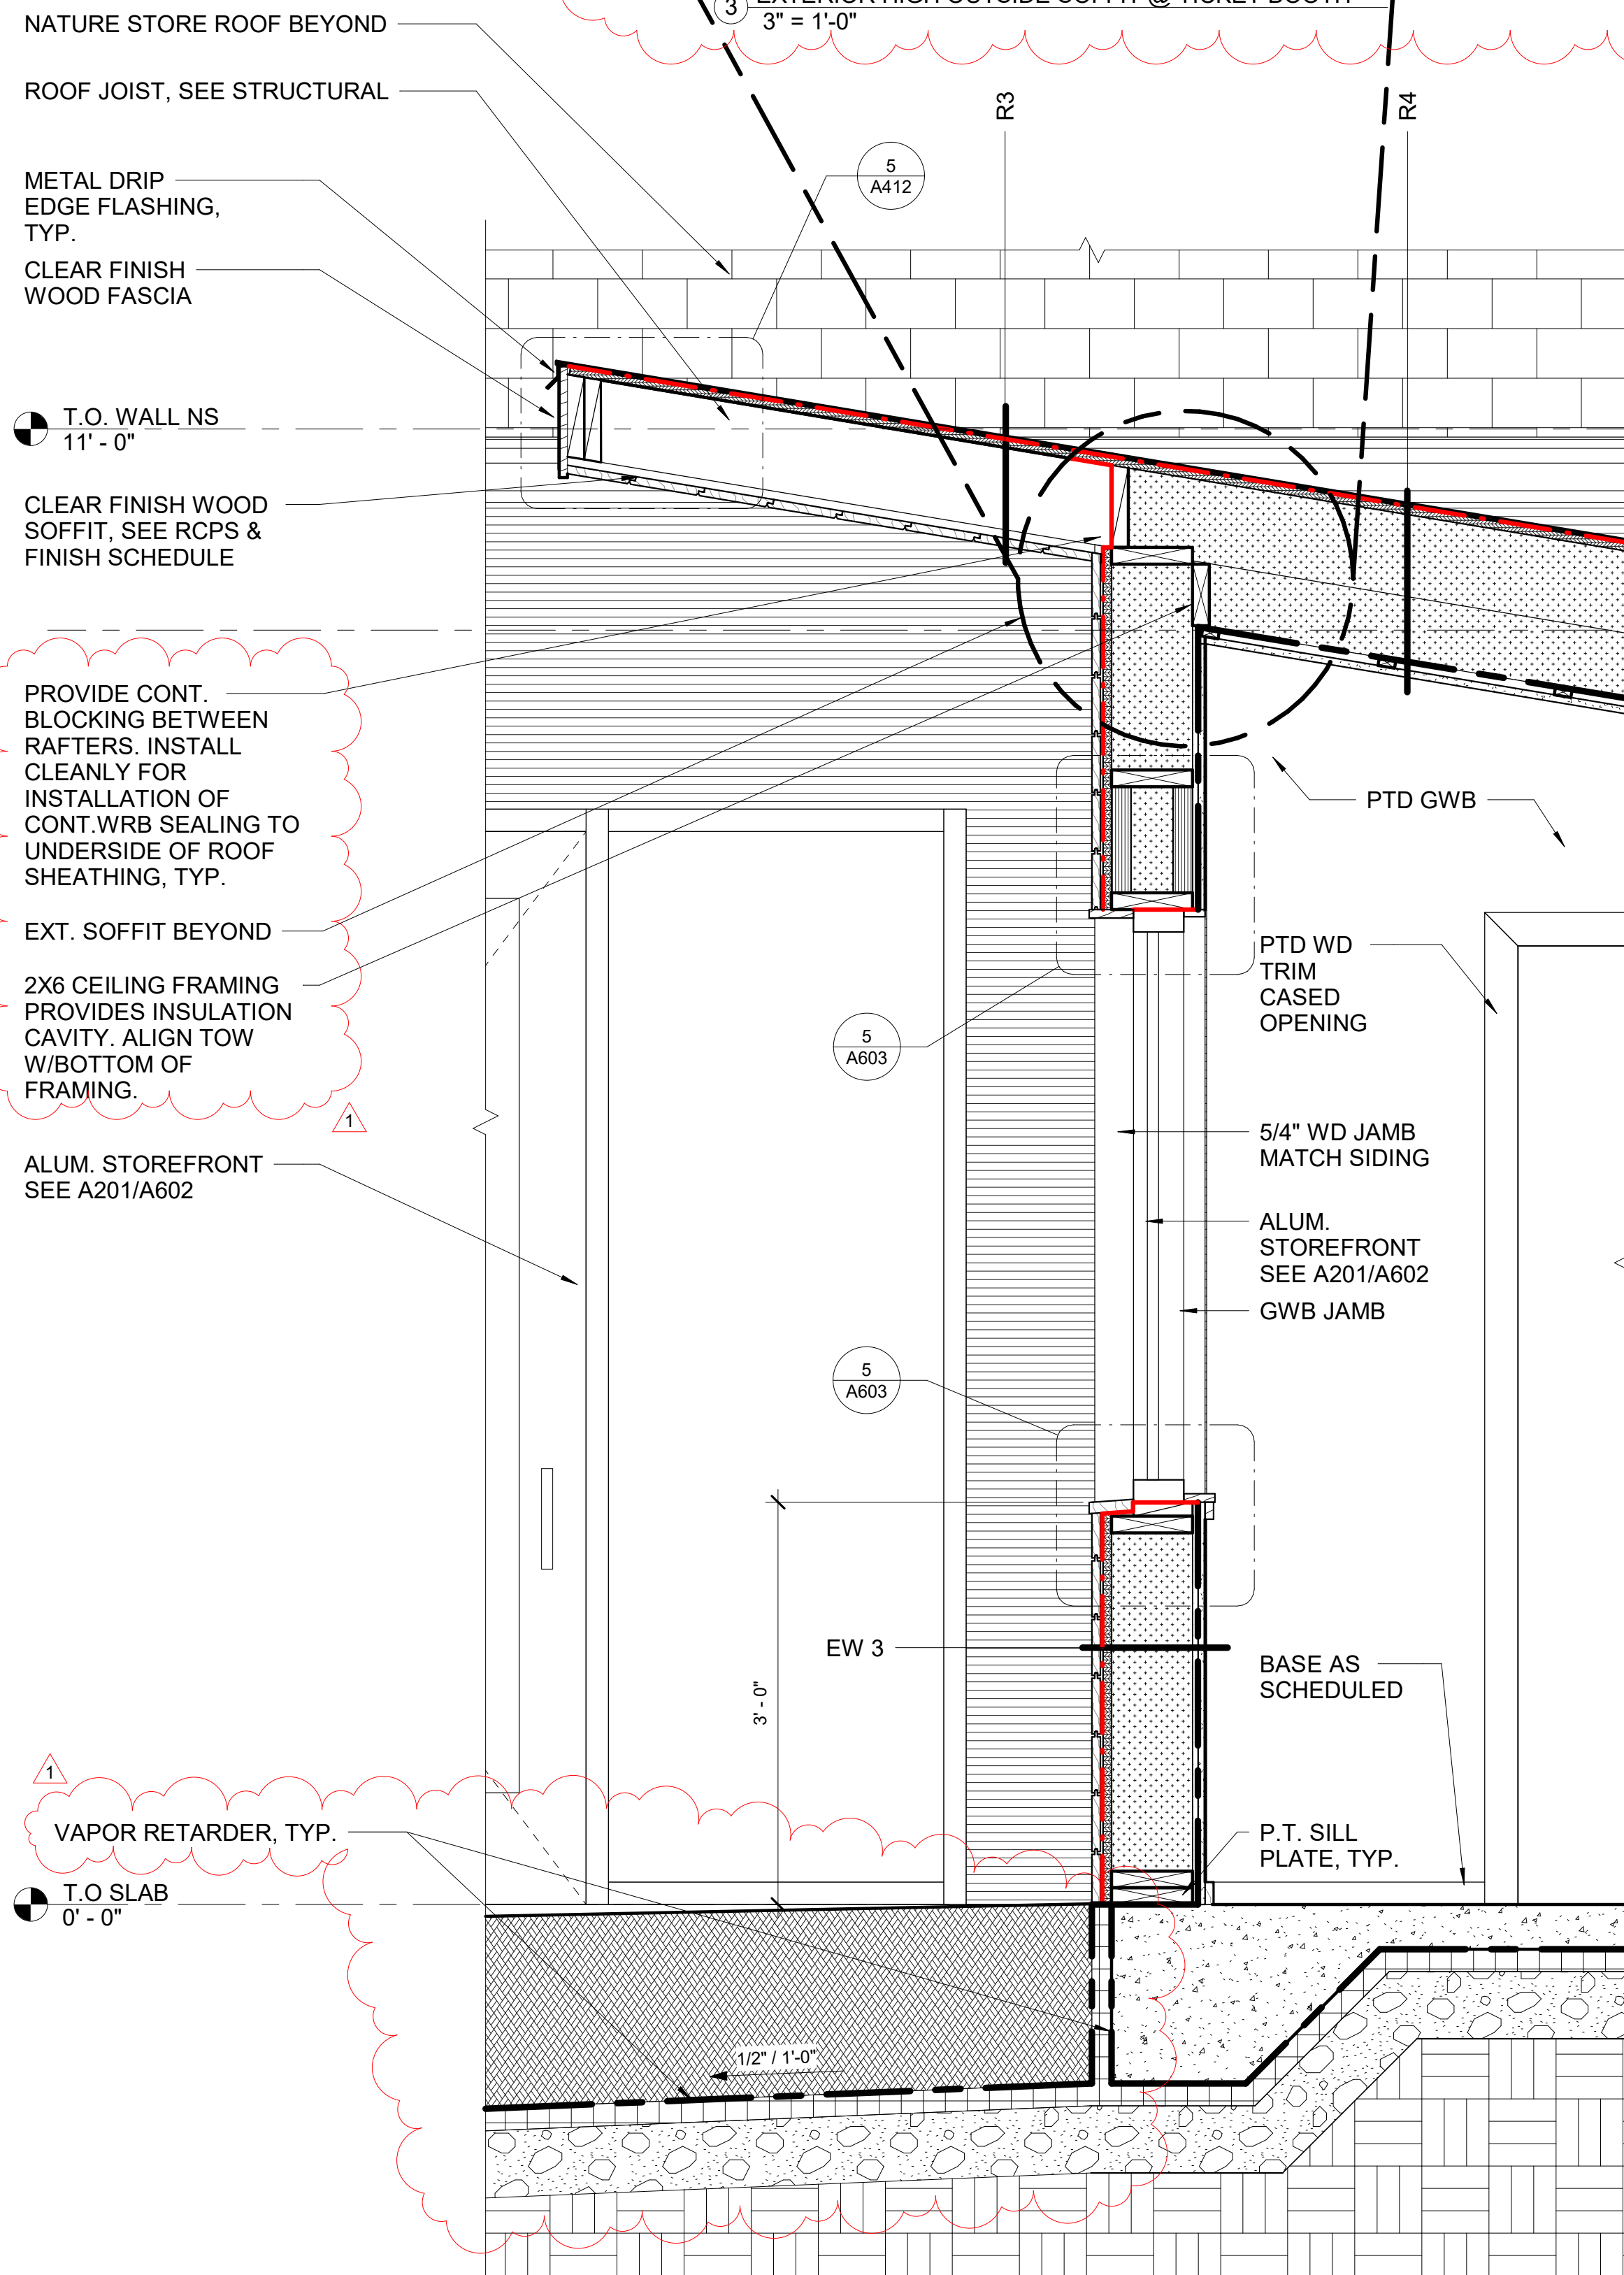 3
EXTERIOR HIGH OUTSIDE SOFFIT @ TICKET BOOTH
3" = 1'-0"
NATURE STORE ROOF BEYOND
ROOF JOIST, SEE STRUCTURAL
R3
R4
5
A412
METAL DRIP
EDGE FLASHING,
TYP.
CLEAR FINISH
WOOD FASCIA
T.O. WALL NS
11' - 0"
CLEAR FINISH WOOD
SOFFIT, SEE RCPS &
FINISH SCHEDULE
PROVIDE CONT.
BLOCKING BETWEEN
RAFTERS. INSTALL
CLEANLY FOR
INSTALLATION OF
CONT.WRB SEALING TO
UNDERSIDE OF ROOF
SHEATHING, TYP.
PTD GWB
EXT. SOFFIT BEYOND
2X6 CEILING FRAMING
PROVIDES INSULATION
CAVITY. ALIGN TOW
W/BOTTOM OF
FRAMING.
1
PTD WD
TRIM
CASED
OPENING
5
A603
5/4" WD JAMB
MATCH SIDING
ALUM. STOREFRONT
SEE A201/A602
ALUM.
STOREFRONT
SEE A201/A602
GWB JAMB
5
A603
EW 3
3' - 0"
BASE AS
SCHEDULED
1
VAPOR RETARDER, TYP.
P.T. SILL
PLATE, TYP.
T.O SLAB
0' - 0"
1/2" / 1'-0"